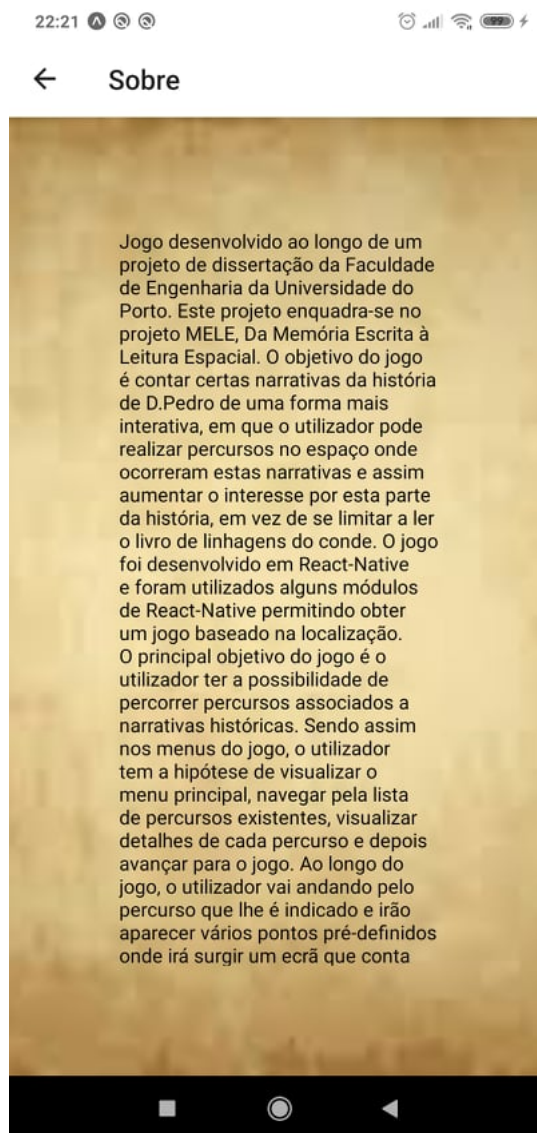 22:21
99
Sobre
Jogo desenvolvido ao longo de um
projeto de dissertação da Faculdade
de Engenharia da Universidade do
Porto. Este projeto enquadra-se no
projeto MELE, Da Memória Escrita à
Leitura Espacial. O objetivo do jogo
é contar certas narrativas da história
de D.Pedro de uma forma mais
interativa, em que o utilizador pode
realizar percursos no espaço onde
ocorreram estas narrativas e assim
aumentar o interesse por esta parte
da história, em vez de se limitar a ler
o livro de linhagens do conde. O jogo
foi desenvolvido em React-Native
e foram utilizados alguns módulos
de React-Native permitindo obter
um jogo baseado na localização.
O principal objetivo do jogo é o
utilizador ter a possibilidade de
percorrer percursos associados a
narrativas históricas. Sendo assim
nos menus do jogo, o utilizador
tem a hipótese de visualizar o
menu principal, navegar pela lista
de percursos existentes, visualizar
detalhes de cada percurso e depois
avançar para o jogo. Ao longo do
jogo, o utilizador vai andando pelo
percurso que lhe é indicado e irão
aparecer vários pontos pré-definidos
onde irá surgir um ecrã que conta